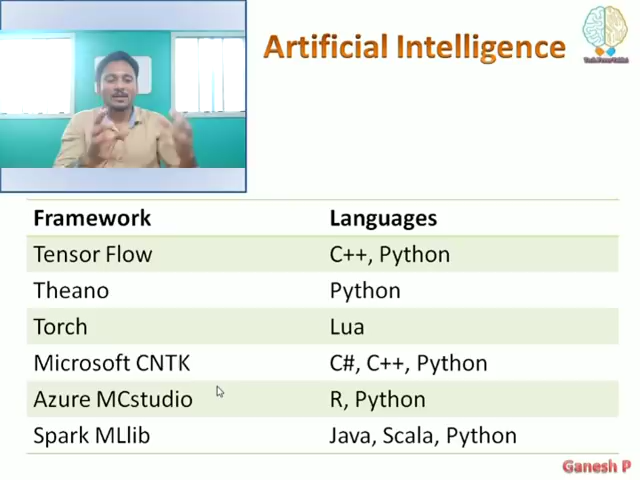 Artificial Intelligence
Framework Languages
Tensor Flow C++, Python
Theano Python
Torch Lua
Microsoft CNTK C#, C++, Python
Azure MCstudio R, Python
Spark MLlib Java, Scala, Python
Ganesh P